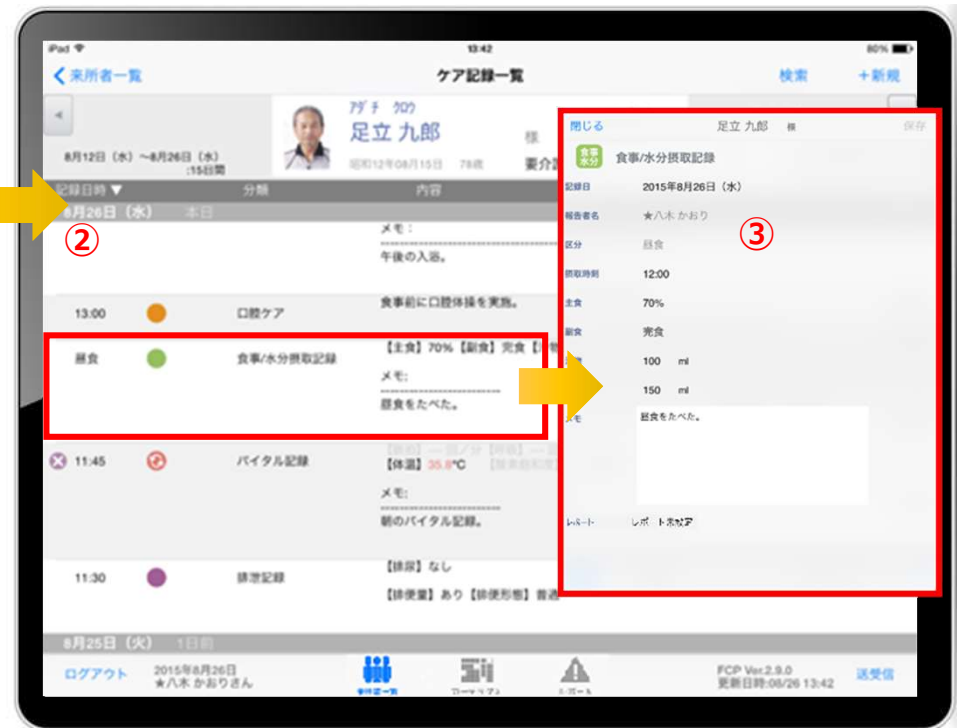 iPad
13:42
80%
来所者一覧
ケア記録一覧
検索
+新規
アダチ クロウ
足立 九郎
様
昭和12年08月15日 78歳
要介
8月12日(水)~8月26日(水)
:15日間
記録日時▼
分類
内容
8月26日(水) 本日
②
メモ:
午後の入浴。
13:00
口腔ケア
食事前に口腔体操を実施。
昼食
食事/水分摂取記録
【主食】70%【副食】完食【
メモ:
昼食をたべた。
11:45
バイタル記録
【体温】35.8℃
メモ:
朝のバイタル記録。
11:30
排泄記録
【排尿】なし
【排便量】あり【排便形態】普通
8月25日(火) 1日前
閉じる
足立 九郎 様
保存
食事
水分
食事/水分摂取記録
記録日 2015年8月26日(水)
報告者名 ★八木 かおり
③
区分 昼食
摂取時刻 12:00
主食 70%
副食 完食
100 ml
150 ml
メモ 昼食をたべた。
レポート レポート未設定
ログアウト
2015年8月26日
★八木 かおりさん
FCP Ver.2.9.0
更新日時:08/26 13:42
送受信